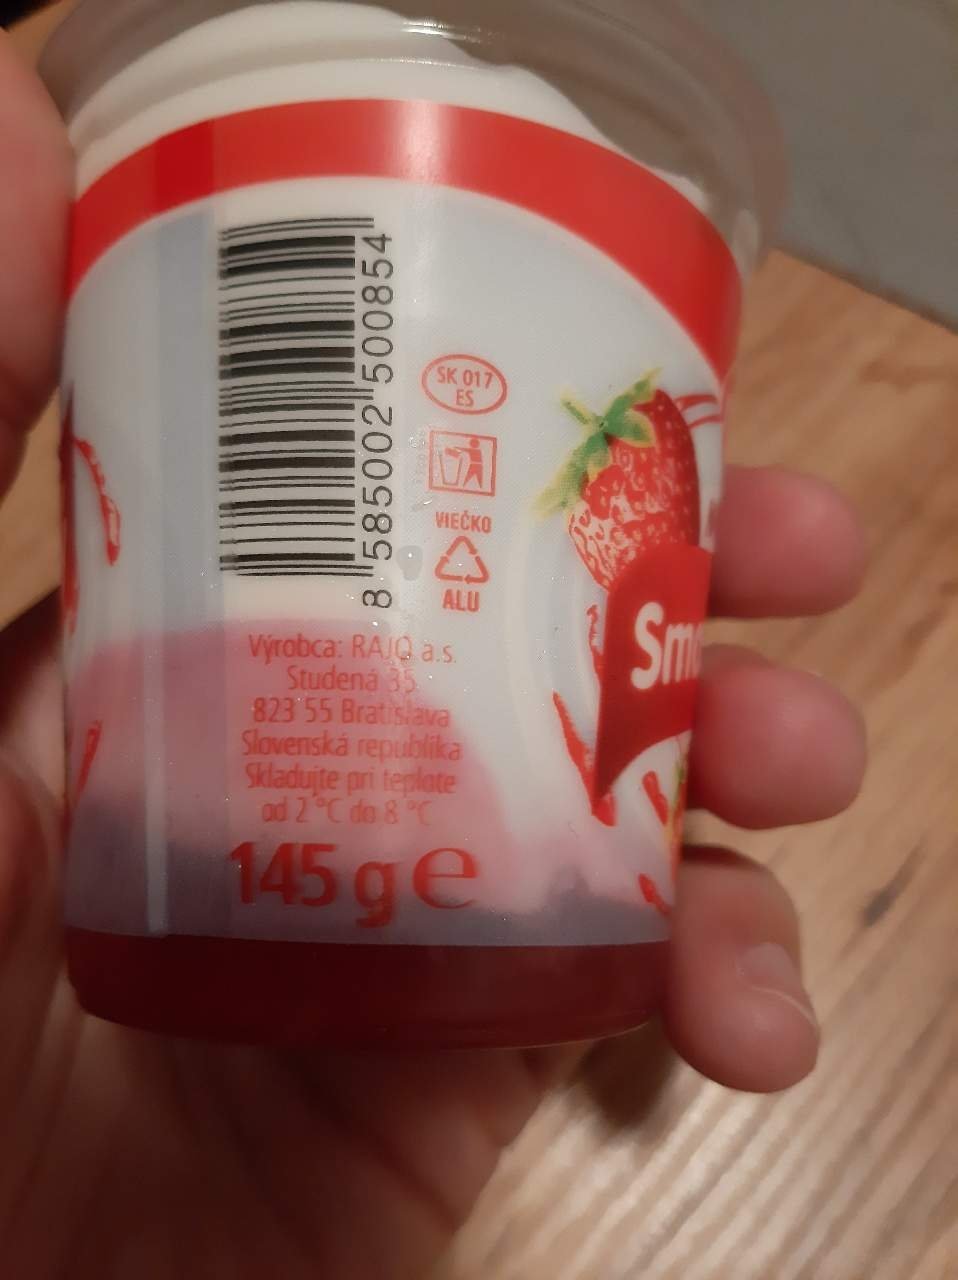 8 585002 500854
SK 017
ES
VIEČKO
ALU
Výrobca: RAJO a.s.
Studená 35
823 55 Bratislava
Slovenská republika
Skladujte pri teplote
od 2 °C do 8 °C
145 g e